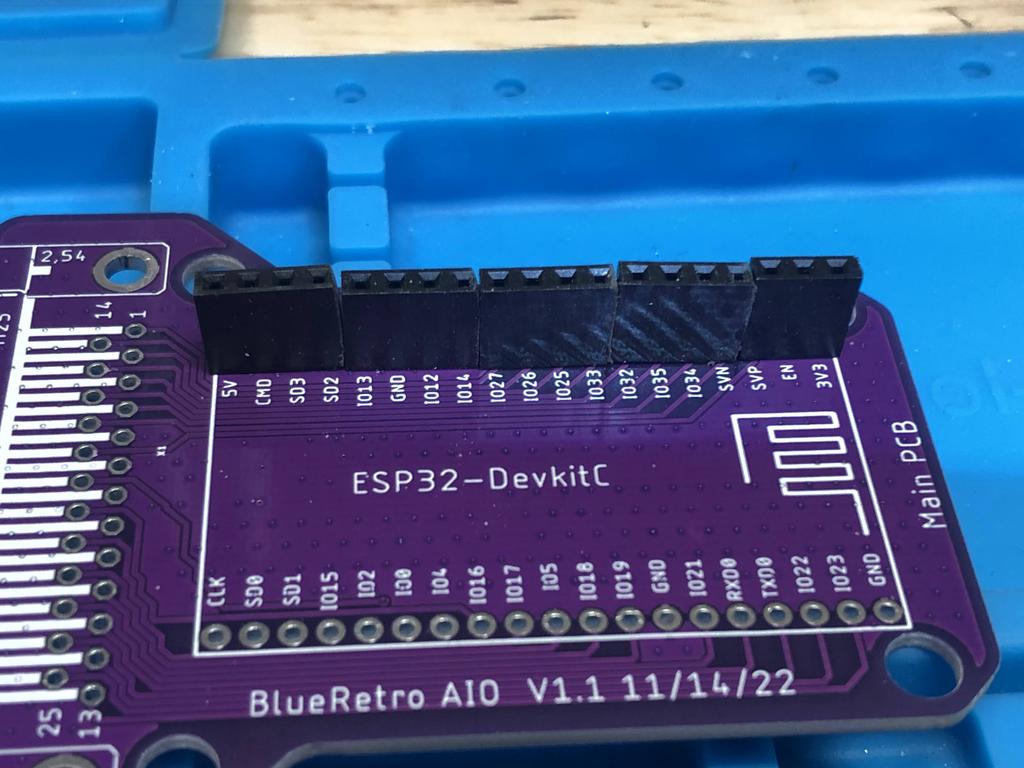 2,54
14
1
5V
CMD
SD3
SD2
IO13
GND
IO12
IO14
IO27
IO26
IO25
IO33
IO32
IO35
IO34
SVN
SVP
EN
3V3
X1
ESP32-DevkitC
Main PCB
CLK
SD0
SD1
IO15
IO2
IO0
IO4
IO16
IO17
IO5
IO18
IO19
GND
IO21
RXD0
TXD0
IO22
IO23
GND
BlueRetro AIO V1.1 11/14/22
25
13